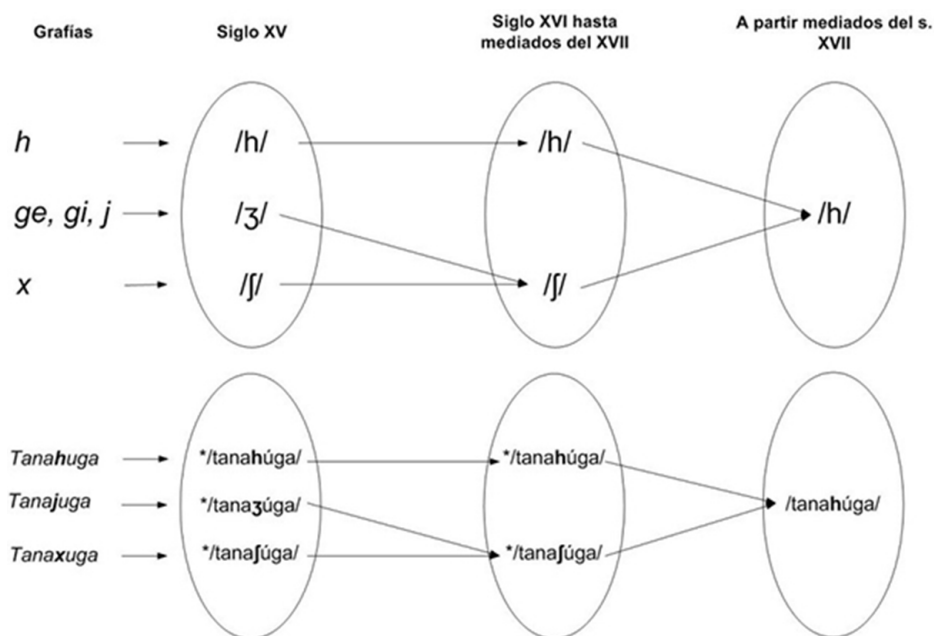 Grafías
Siglo XV
Siglo XVI hasta
mediados del XVII
A partir mediados del s.
XVII
h
/h/
/h/
ge, gi, j
/ʒ/
/h/
x
/ʃ/
/ʃ/
Tanahuga
*/tanahúga/
*/tanahúga/
Tanajuga
*/tanaʒúga/
/tanahúga/
Tanaxuga
*/tanaʃúga/
*/tanaʃúga/